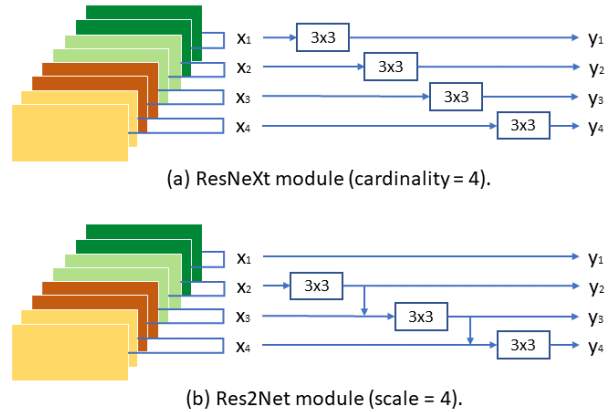 x1 3x3 y1
x2 3x3 y2
x3 3x3 y3
x4 3x3 y4
(a) ResNeXt module (cardinality = 4).
x1 y1
x2 3x3 y2
x3 3x3 y3
x4 3x3 y4
(b) Res2Net module (scale = 4).